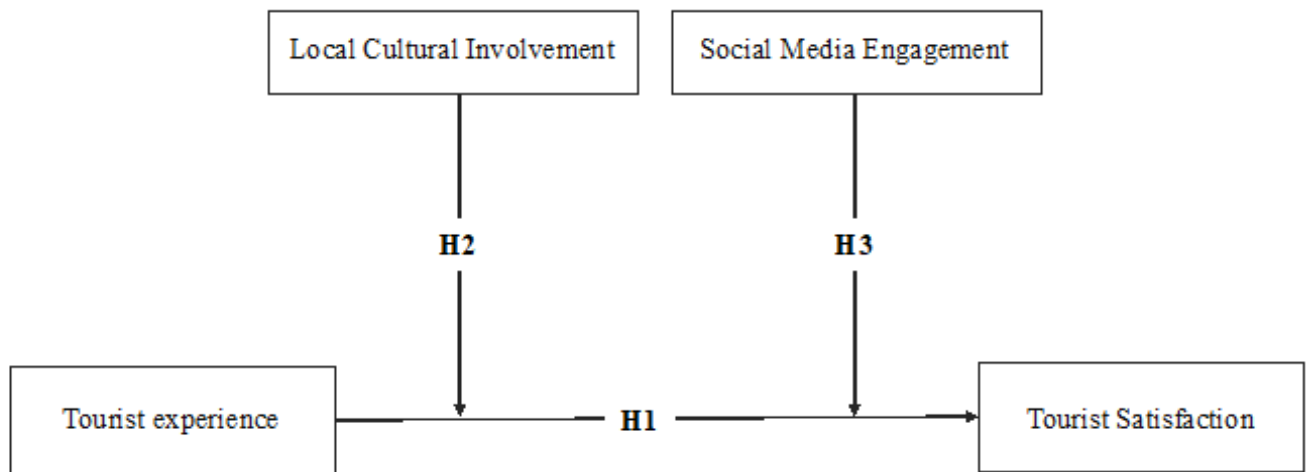 Local Cultural Involvement
Social Media Engagement
H2
H3
Tourist experience
H1
Tourist Satisfaction